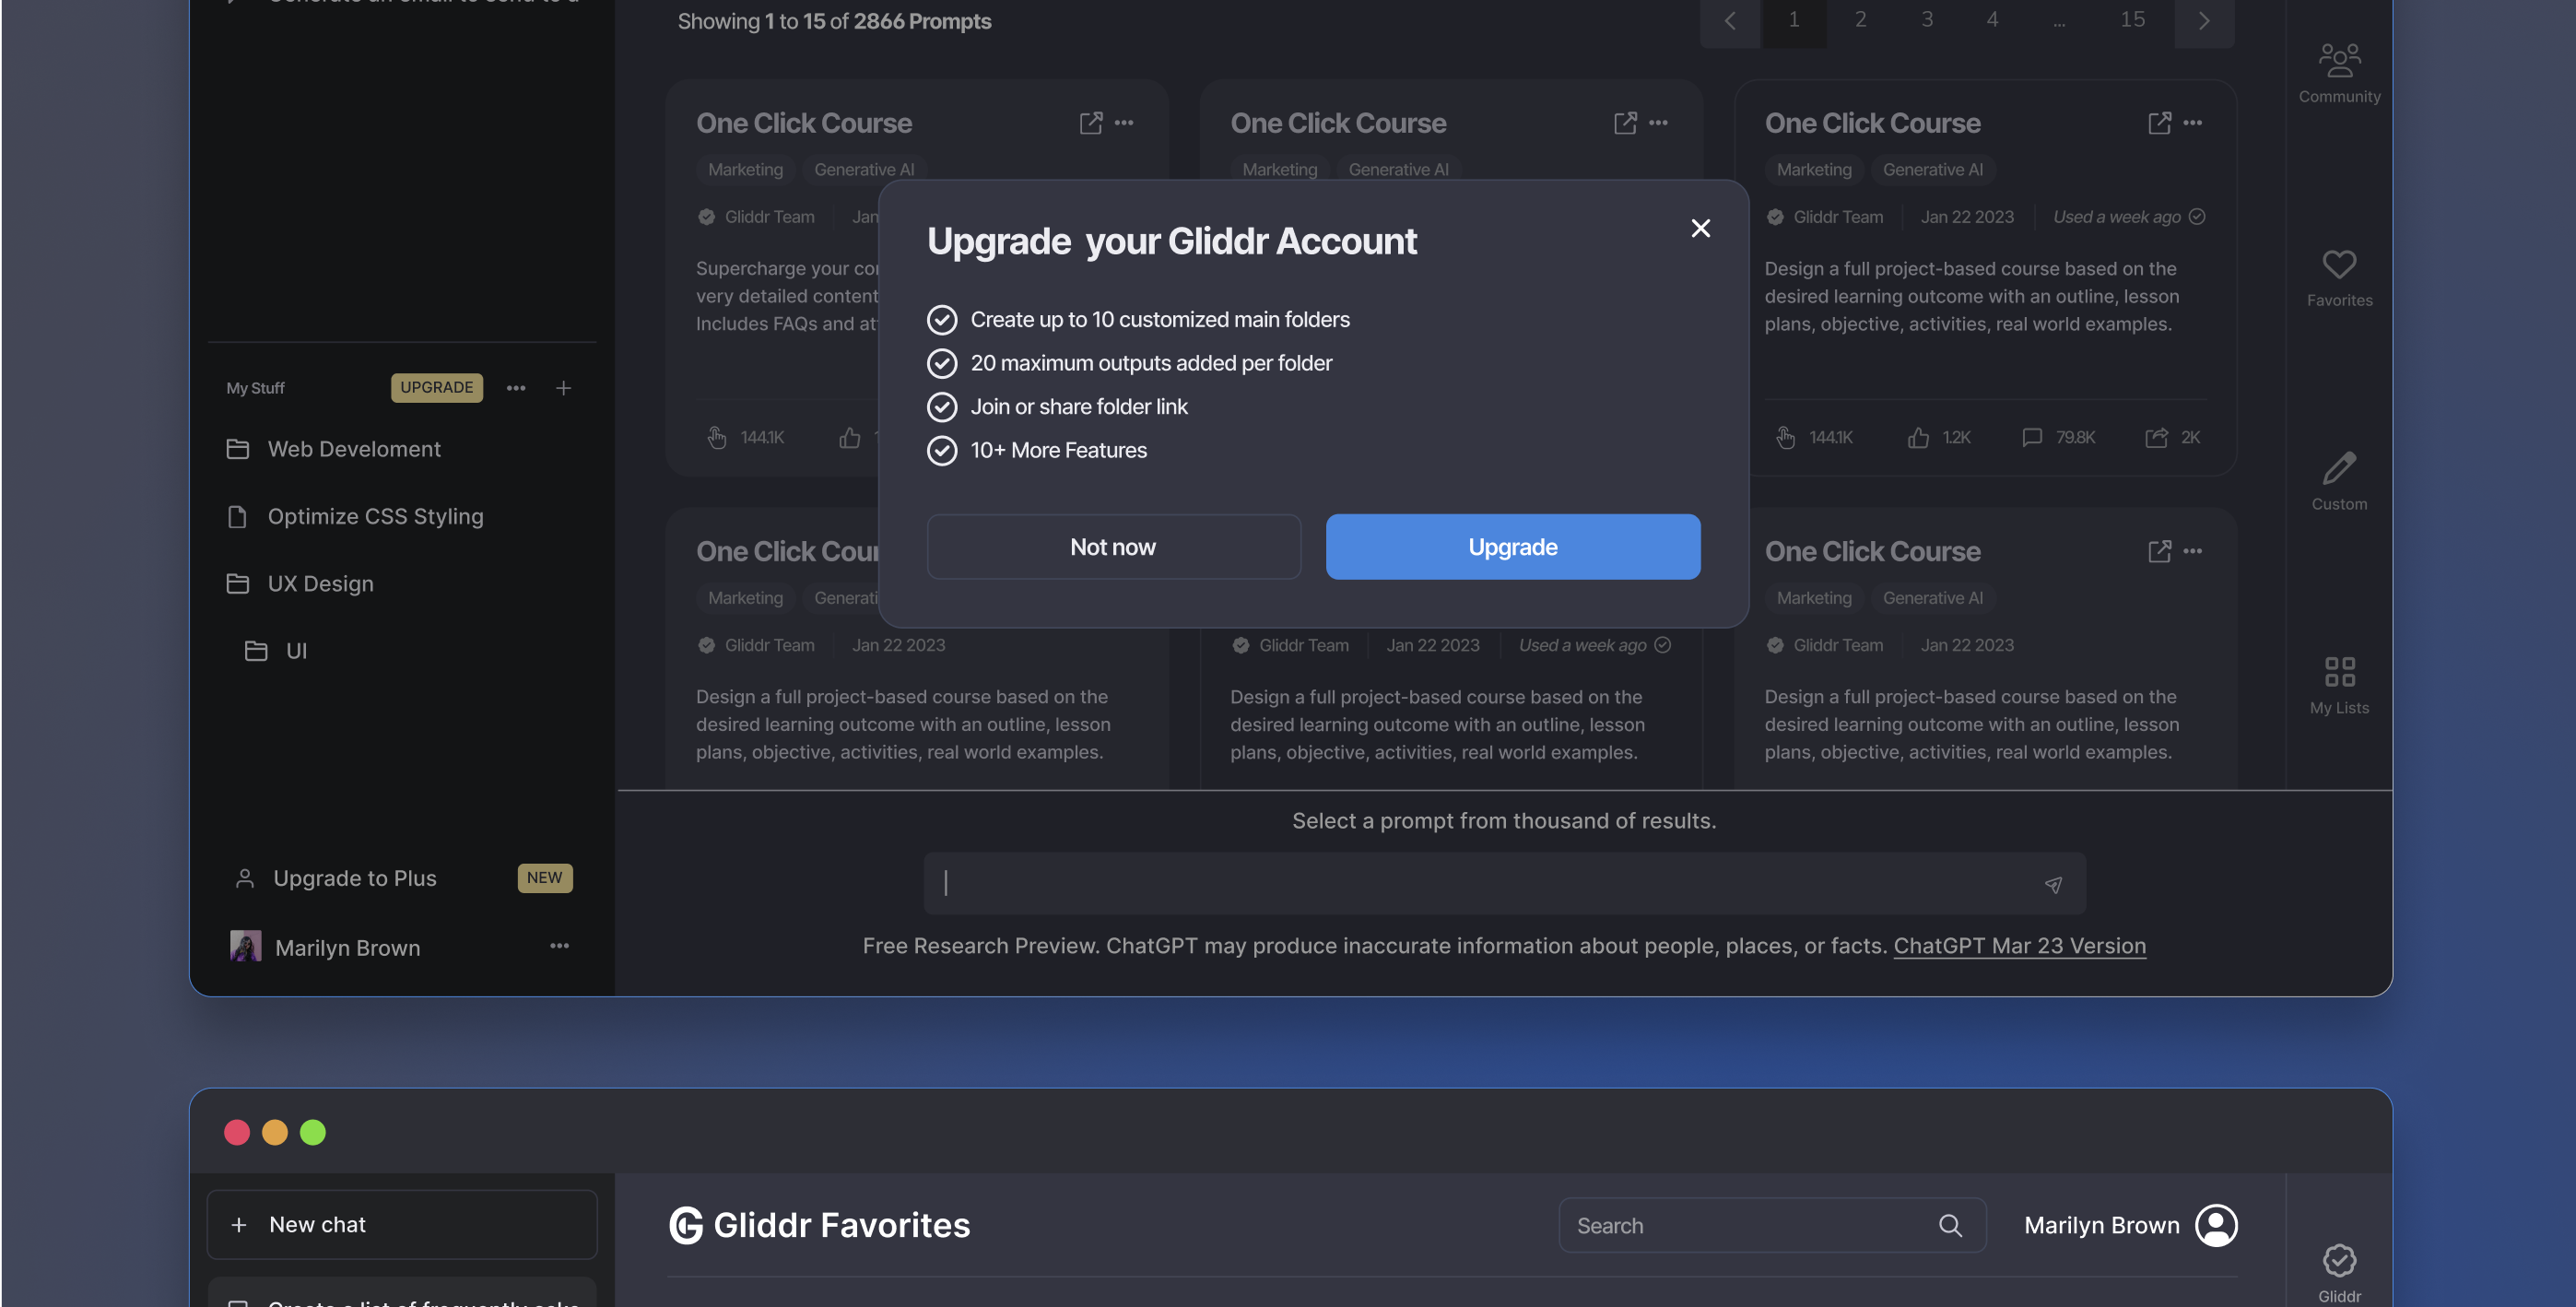 Generate an email to send to a
Showing 1 to 15 of 2866 Prompts
1 2 3 4 ... 15
Community
Favorites
Custom
My Lists
One Click Course
Marketing Generative AI
Gliddr Team Jan
Supercharge your
very detailed content
Includes FAQs and
144.1K
One Click Course
Marketing Generative AI
One Click Course
Marketing Generative AI
Gliddr Team Jan 22 2023 Used a week ago
Design a full project-based course based on the
desired learning outcome with an outline, lesson
plans, objective, activities, real world examples.
144.1K 1.2K 79.8K 2K
Upgrade your Gliddr Account
Create up to 10 customized main folders
20 maximum outputs added per folder
Join or share folder link
10+ More Features
Not now
Upgrade
My Stuff UPGRADE
Web Develoment
Optimize CSS Styling
UX Design
UI
Upgrade to Plus NEW
Marilyn Brown
One Click Cour
Marketing Generati
Gliddr Team Jan 22 2023
Design a full project-based course based on the
desired learning outcome with an outline, lesson
plans, objective, activities, real world examples.
Gliddr Team Jan 22 2023 Used a week ago
Design a full project-based course based on the
desired learning outcome with an outline, lesson
plans, objective, activities, real world examples.
One Click Course
Marketing Generative AI
Gliddr Team Jan 22 2023
Design a full project-based course based on the
desired learning outcome with an outline, lesson
plans, objective, activities, real world examples.
Select a prompt from thousand of results.
Free Research Preview. ChatGPT may produce inaccurate information about people, places, or facts. ChatGPT Mar 23 Version
New chat
Create a list of frequently aske
Gliddr Favorites
Search
Marilyn Brown
Gliddr